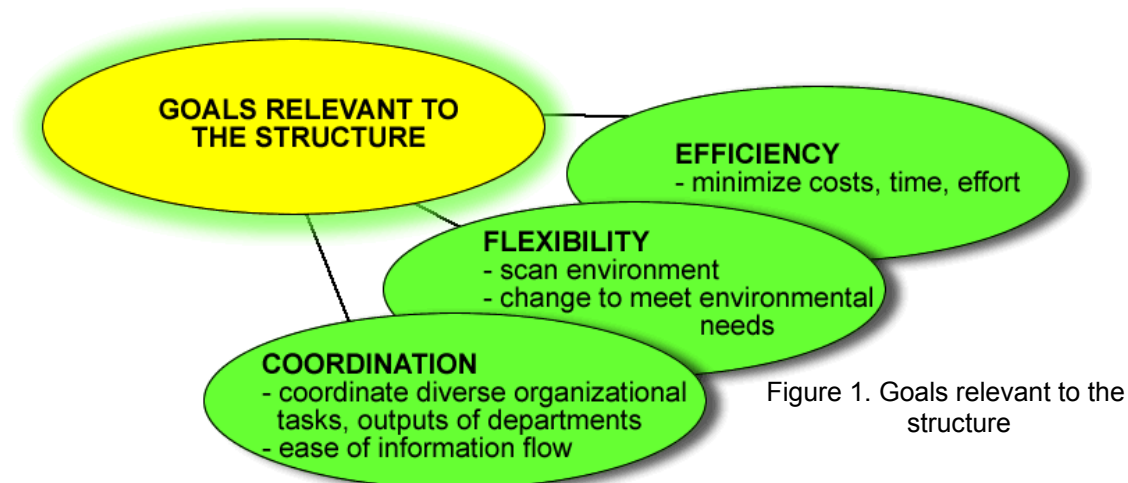 GOALS RELEVANT TO
THE STRUCTURE
EFFICIENCY
- minimize costs, time, effort
FLEXIBILITY
- scan environment
- change to meet environmental
needs
COORDINATION
- coordinate diverse organizational
tasks, outputs of departments
- ease of information flow
Figure 1. Goals relevant to the
structure